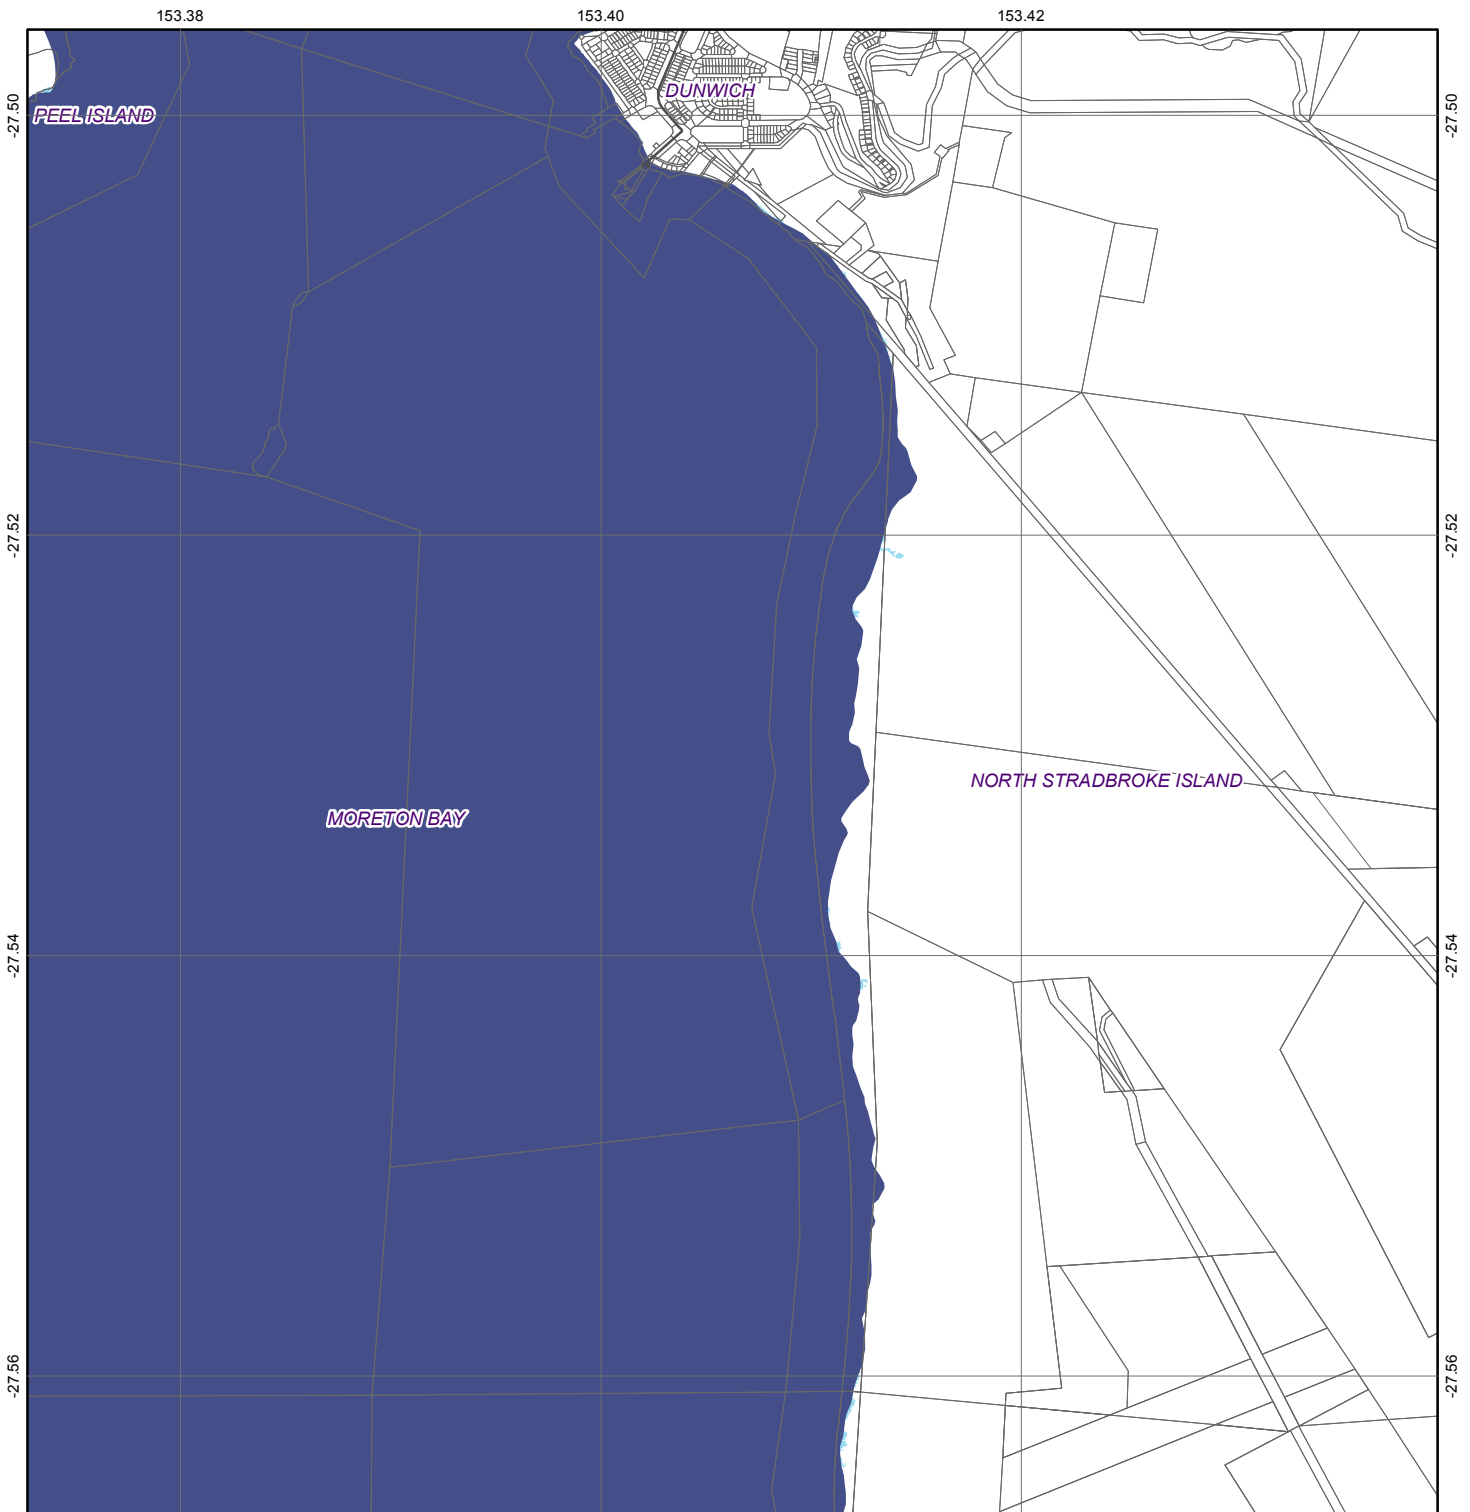 153.38 153.40 153.42
-27.50 -27.50
DUNWICH
PEEL ISLAND
-27.52 -27.52
NORTH STRADBROKE ISLAND
MORETON BAY
-27.54 -27.54
-27.56 -27.56